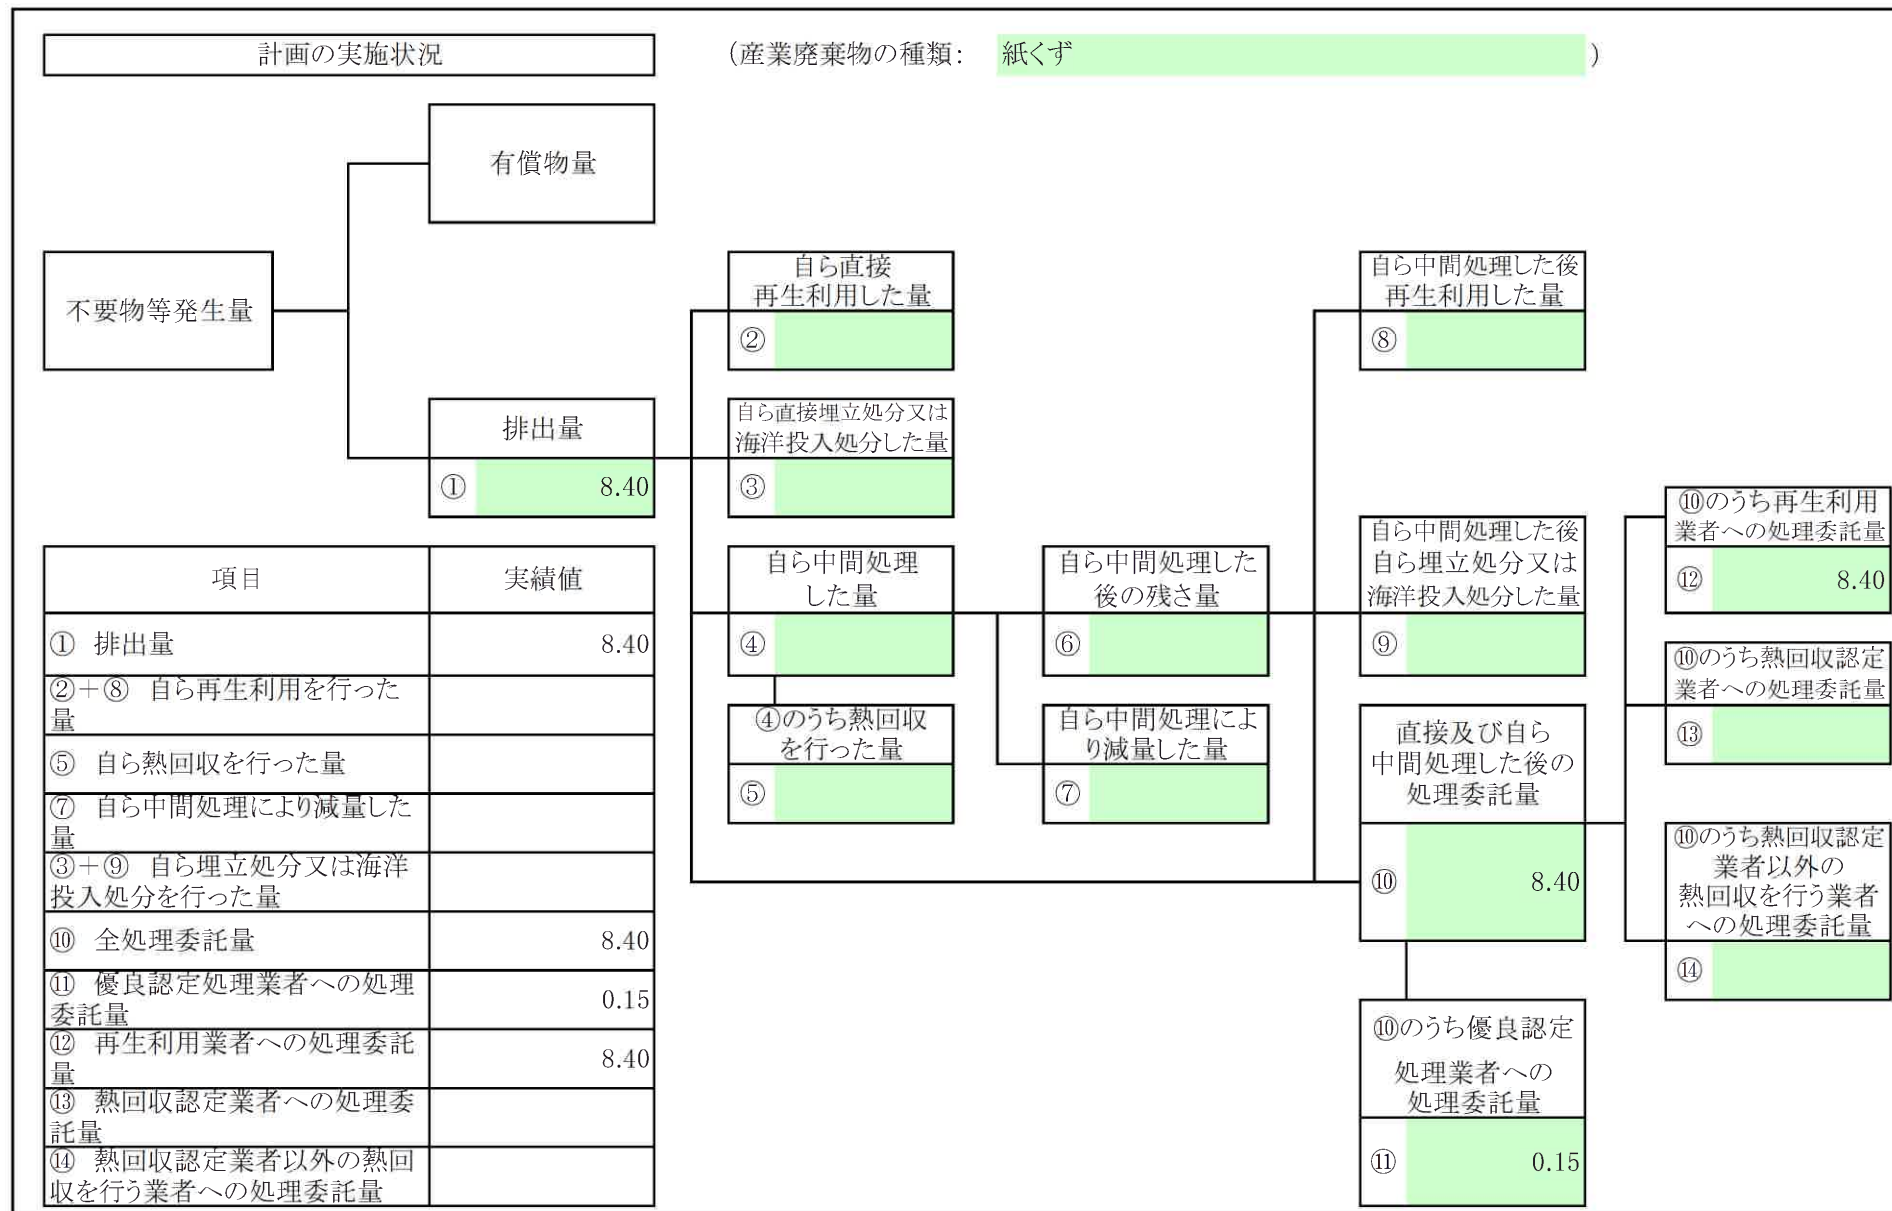 計画の実施状況
（産業廃棄物の種類： 紙くず ）
有償物量
不要物等発生量
自ら直接
再生利用した量
②
自ら中間処理した後
再生利用した量
⑧
排出量
① 8.40
自ら直接埋立処分又は
海洋投入処分した量
③
項目 実績値
① 排出量 8.40
②＋⑧ 自ら再生利用を行った
量
⑤ 自ら熱回収を行った量
⑦ 自ら中間処理により減量した
量
③＋⑨ 自ら埋立処分又は海洋
投入処分を行った量
⑩ 全処理委託量 8.40
⑪ 優良認定処理業者への処理
委託量 0.15
⑫ 再生利用業者への処理委託
量 8.40
⑬ 熱回収認定業者への処理委
託量
⑭ 熱回収認定業者以外の熱回
収を行う業者への処理委託量
自ら中間処理
した量
④
④のうち熱回収
を行った量
⑤
自ら中間処理した
後の残さ量
⑥
自ら中間処理によ
り減量した量
⑦
自ら中間処理した後
自ら埋立処分又は
海洋投入処分した量
⑨
直接及び自ら
中間処理した後の
処理委託量
⑩ 8.40
⑩のうち優良認定
処理業者への
処理委託量
⑪ 0.15
⑩のうち再生利用
業者への処理委託量
⑫ 8.40
⑩のうち熱回収認定
業者への処理委託量
⑬
⑩のうち熱回収認定
業者以外の
熱回収を行う業者
への処理委託量
⑭